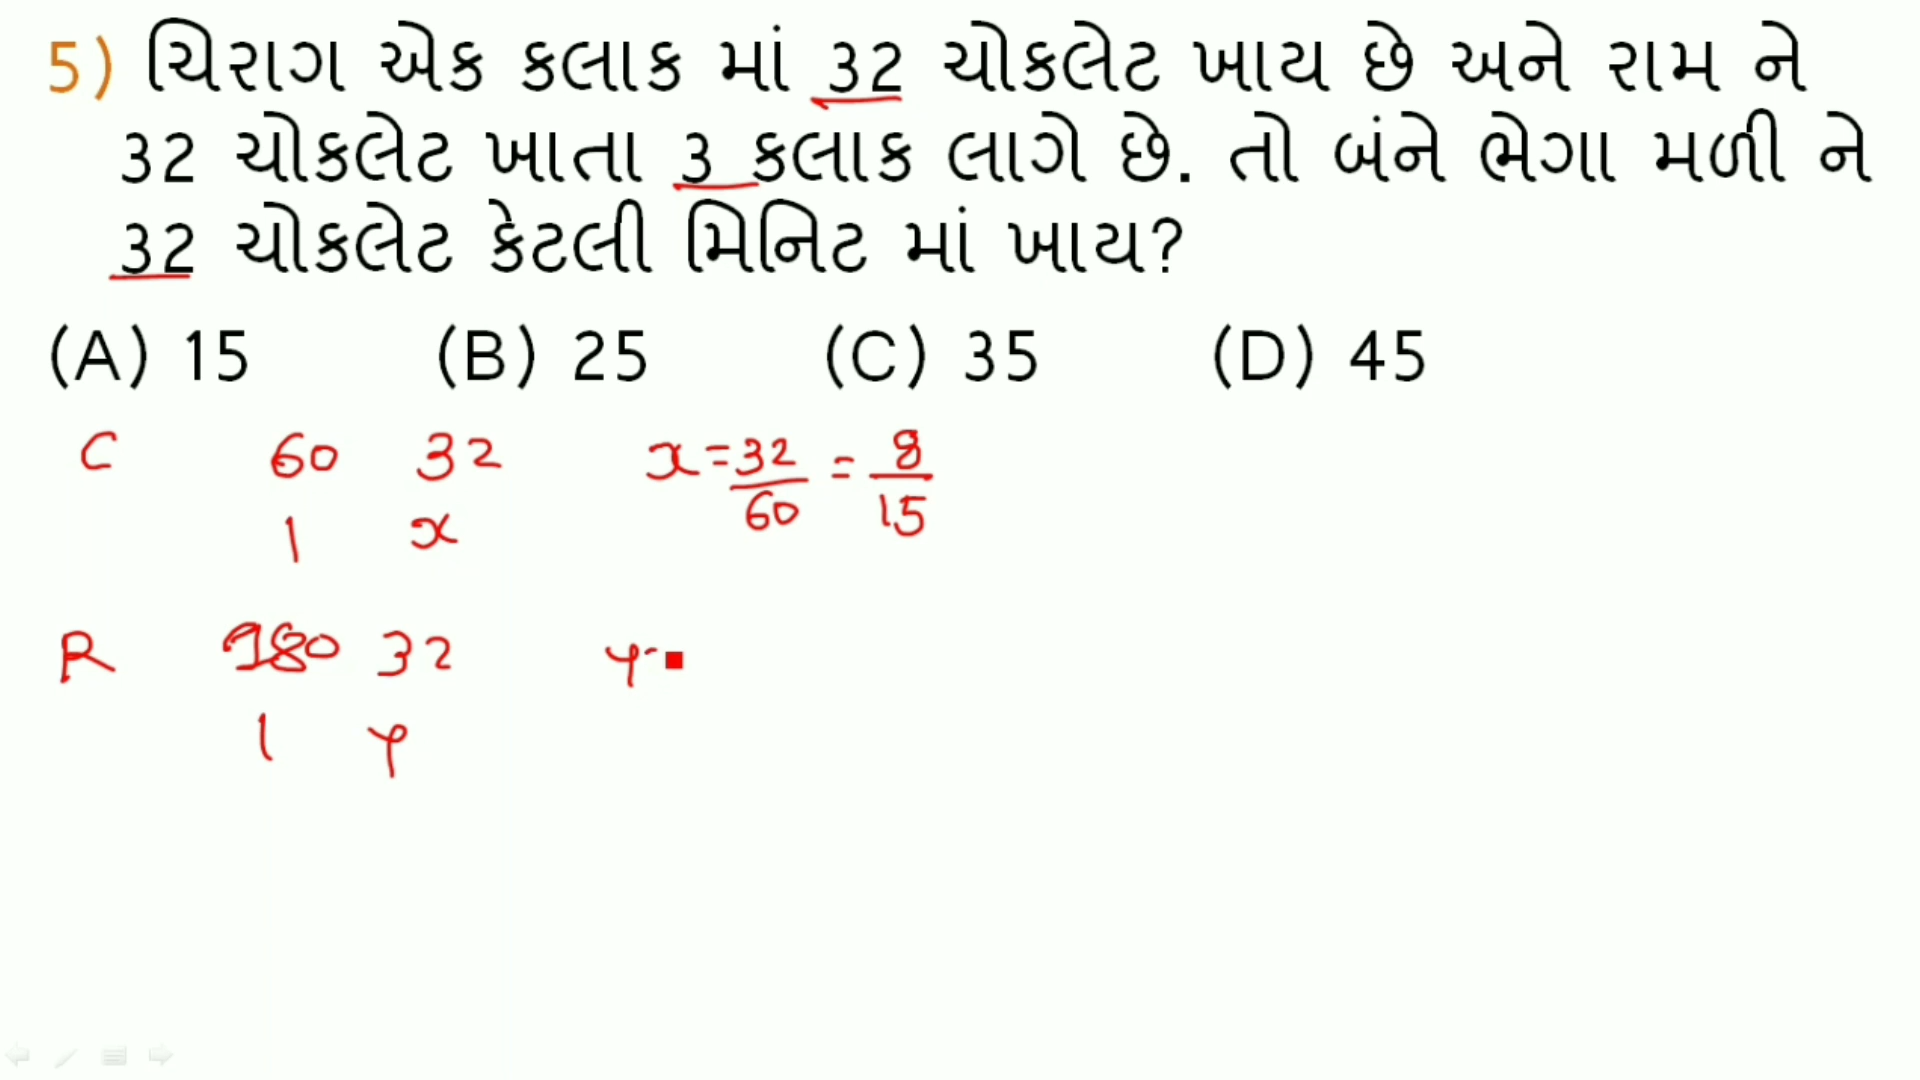 5) ચિરાગ એક કલાક માં 32 ચોકલેટ ખાય છે અને રામ ને
32 ચોકલેટ ખાતા 3 કલાક લાગે છે. તો બંને ભેગા મળી ને
32 ચોકલેટ કેટલી મિનિટ માં ખાય?
(A) 15 (B) 25 (C) 35 (D) 45
C 60 32 x = 32/60 = 8/15
1 x
R 180 32 y
1 y